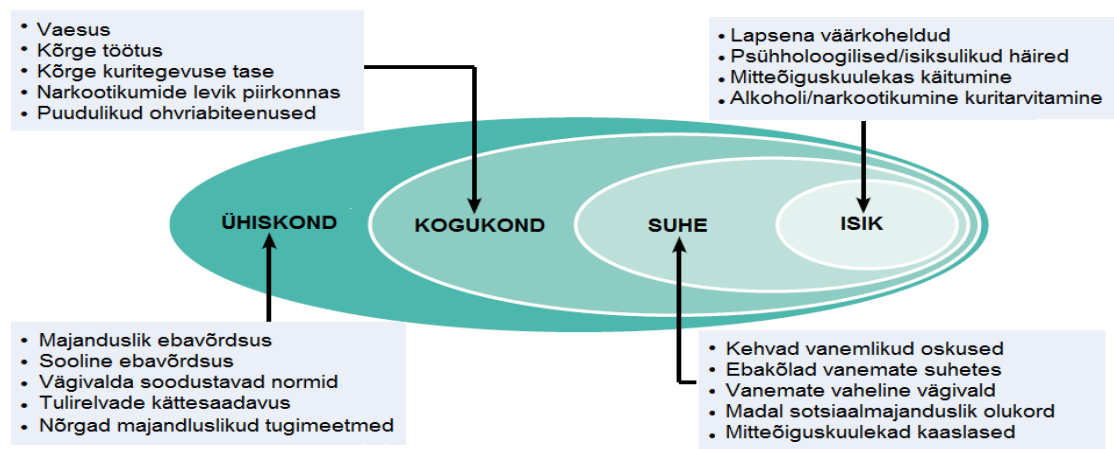 Vaesus
Kõrge töötus
Kõrge kuritegevuse tase
Narkootikumide levik piirkonnas
Puudulikud ohvriabiteenused
Lapsena väärkoheldud
Psühholoogilised/isiksulikud häired
Mitteõiguskuulekas käitumine
Alkoholi/narkootikumine kuritarvitamine
ÜHISKOND
KOGUKOND
SUHE
ISIK
Majanduslik ebavõrdsus
Sooline ebavõrdsus
Vägivalda soodustavad normid
Tulirelvade kättesaadavus
Nõrgad majandluslikud tugimeetmed
Kehvad vanemlikud oskused
Ebakõlad vanemate suhetes
Vanemate vaheline vägivald
Madal sotsiaalmajanduslik olukord
Mitteõiguskuulekad kaaslased